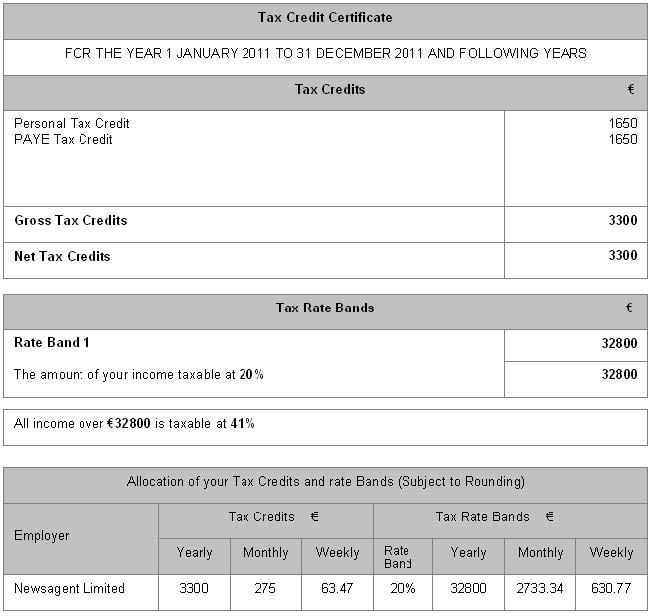 Tax Credit Certificate
FCR THE YEAR 1 JANUARY 2011 TO 31 DECEMBER 2011 AND FOLLOWING YEARS
Tax Credits €
Personal Tax Credit 1650
PAYE Tax Credit 1650
Gross Tax Credits 3300
Net Tax Credits 3300
Tax Rate Bands €
Rate Band 1 32800
The amount of your income taxable at 20% 32800
All income over €32800 is taxable at 41%
Allocation of your Tax Credits and rate Bands (Subject to Rounding)
Employer
Tax Credits € Tax Rate Bands €
Yearly Monthly Weekly Rate Band Yearly Monthly Weekly
Newsagent Limited 3300 275 63.47 20% 32800 2733.34 630.77